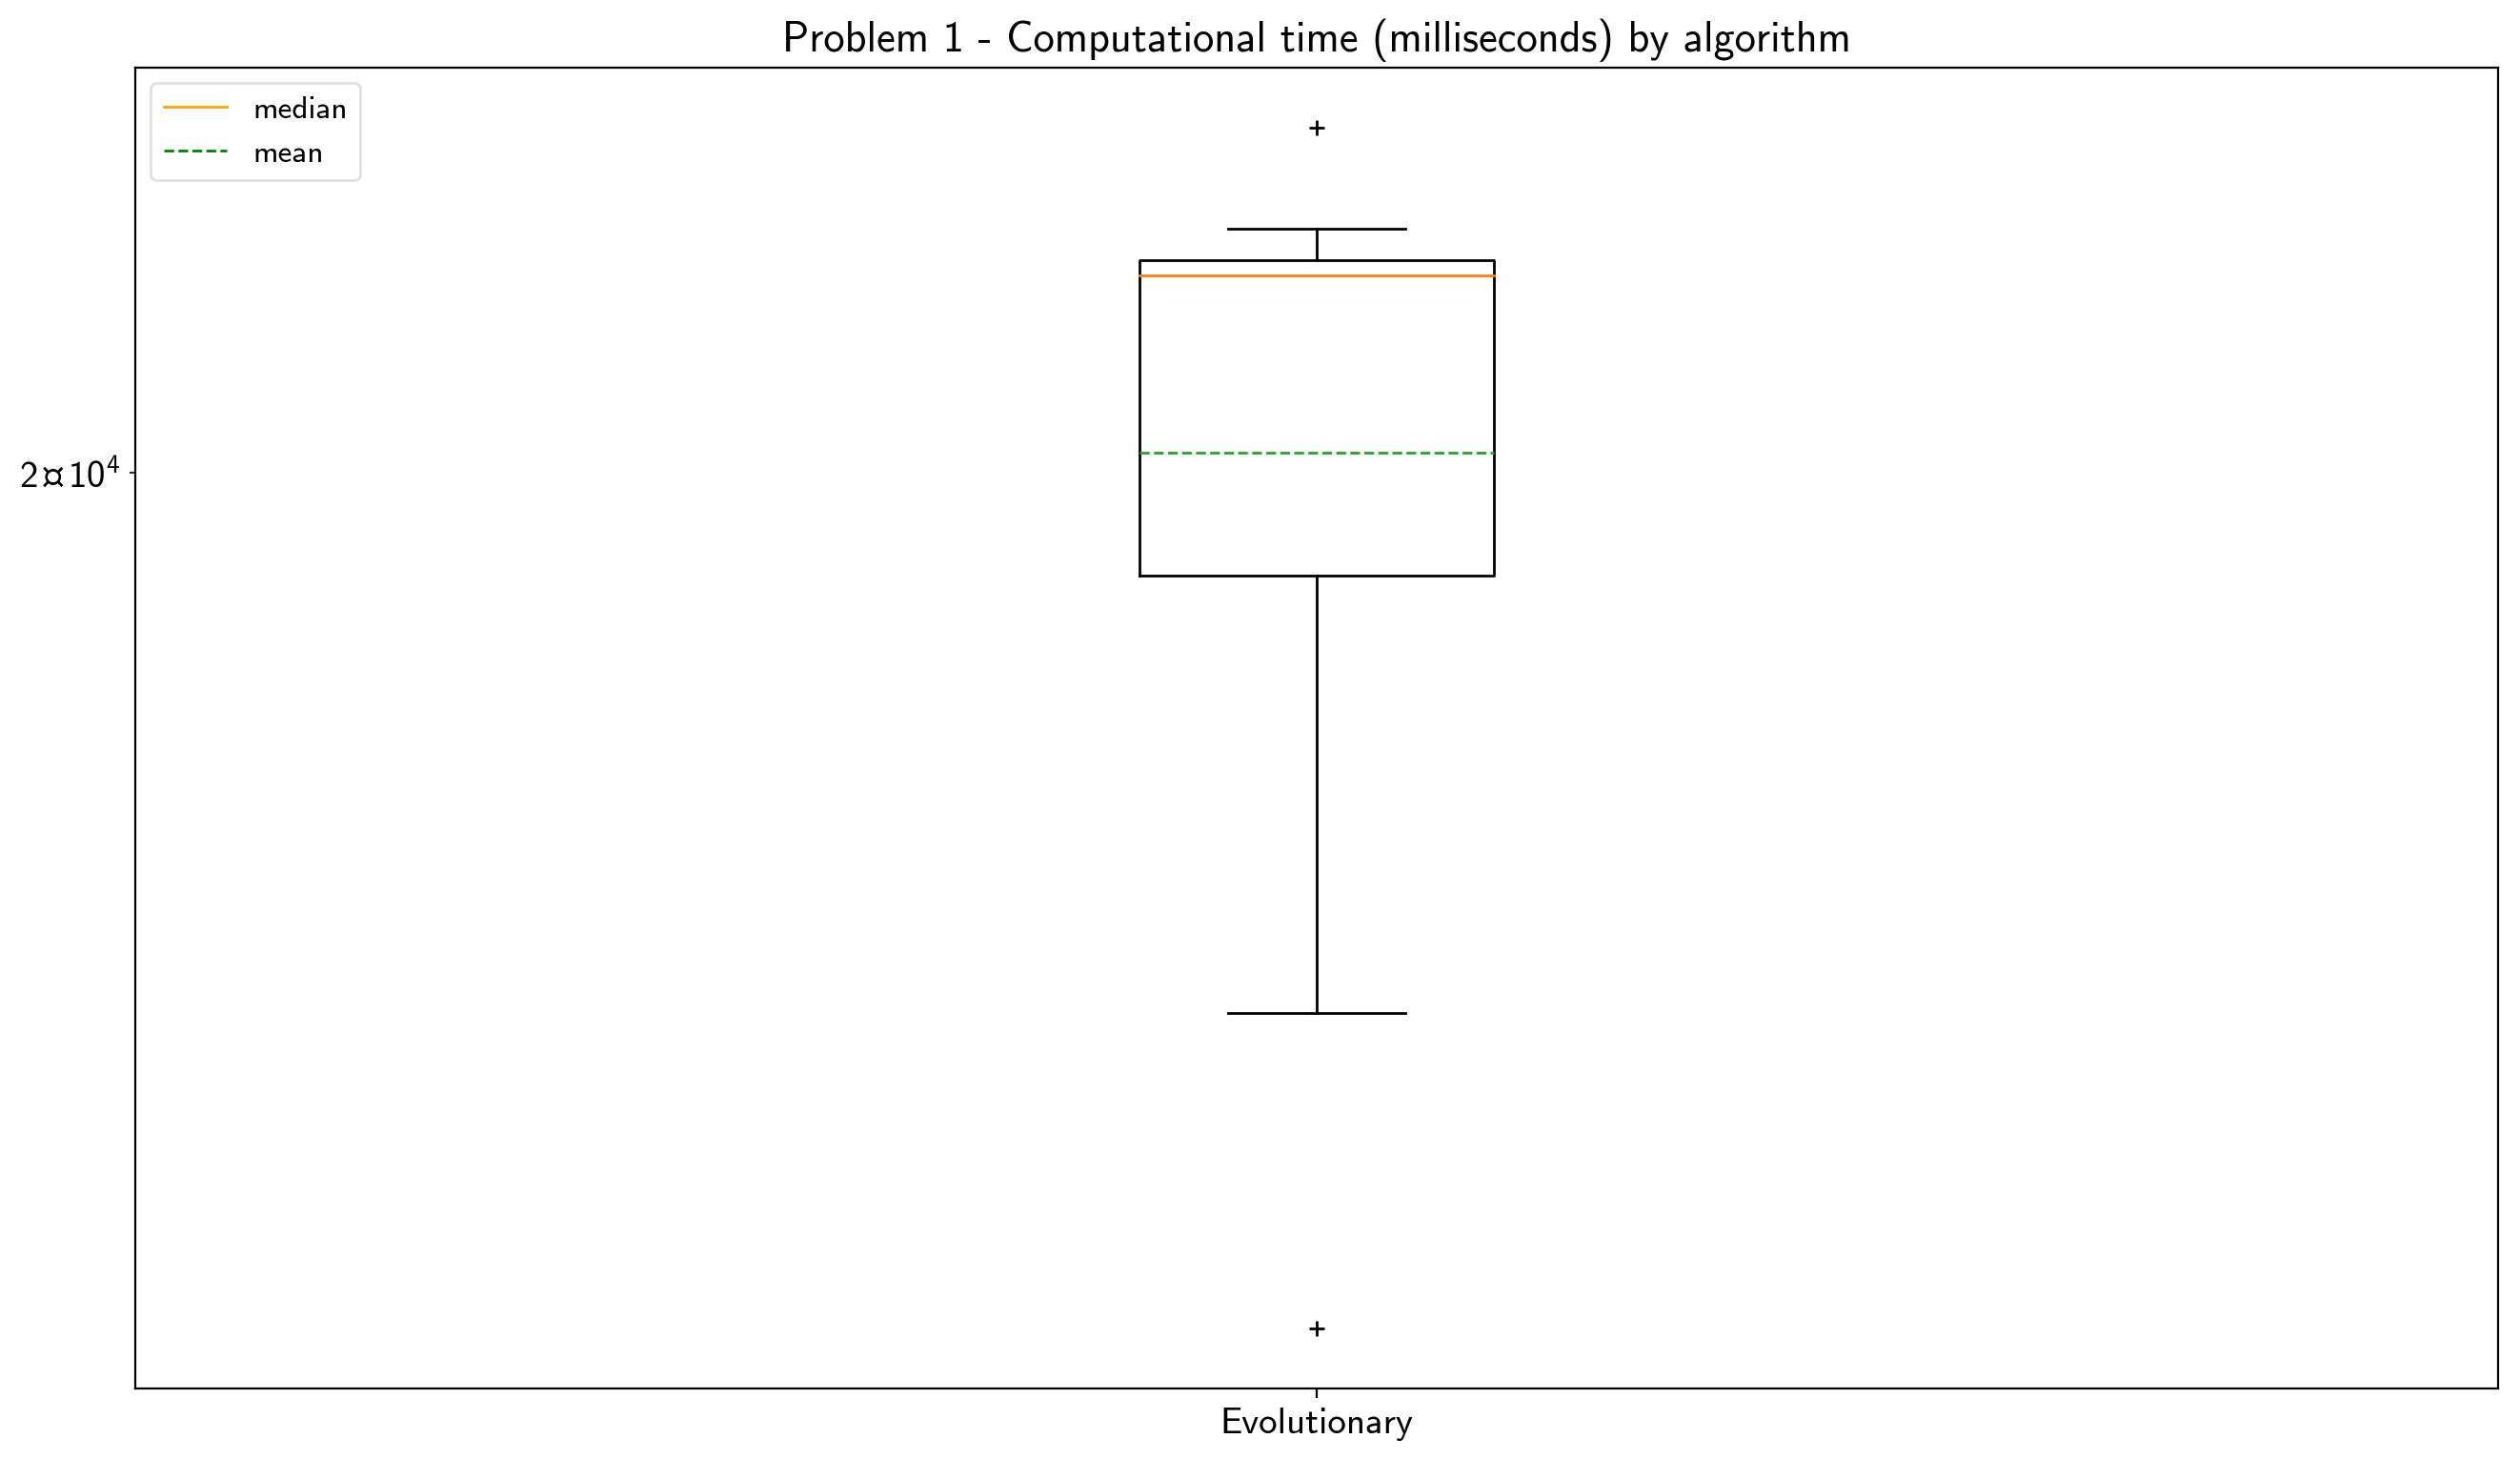 Problem 1 - Computational time (milliseconds) by algorithm
median
mean
2¤10⁴
Evolutionary